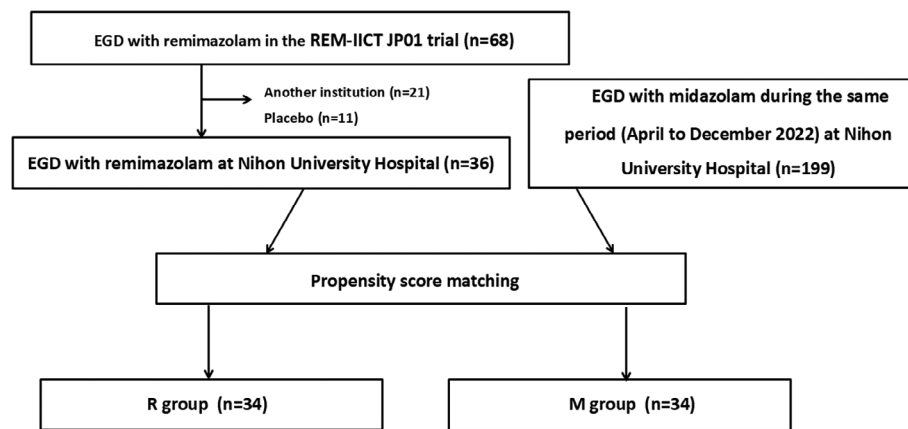 EGD with remimazolam in the REM-IICT JP01 trial (n=68)
Another institution (n=21)
Placebo (n=11)
EGD with remimazolam at Nihon University Hospital (n=36)
EGD with midazolam during the same
period (April to December 2022) at Nihon
University Hospital (n=199)
Propensity score matching
R group (n=34)
M group (n=34)